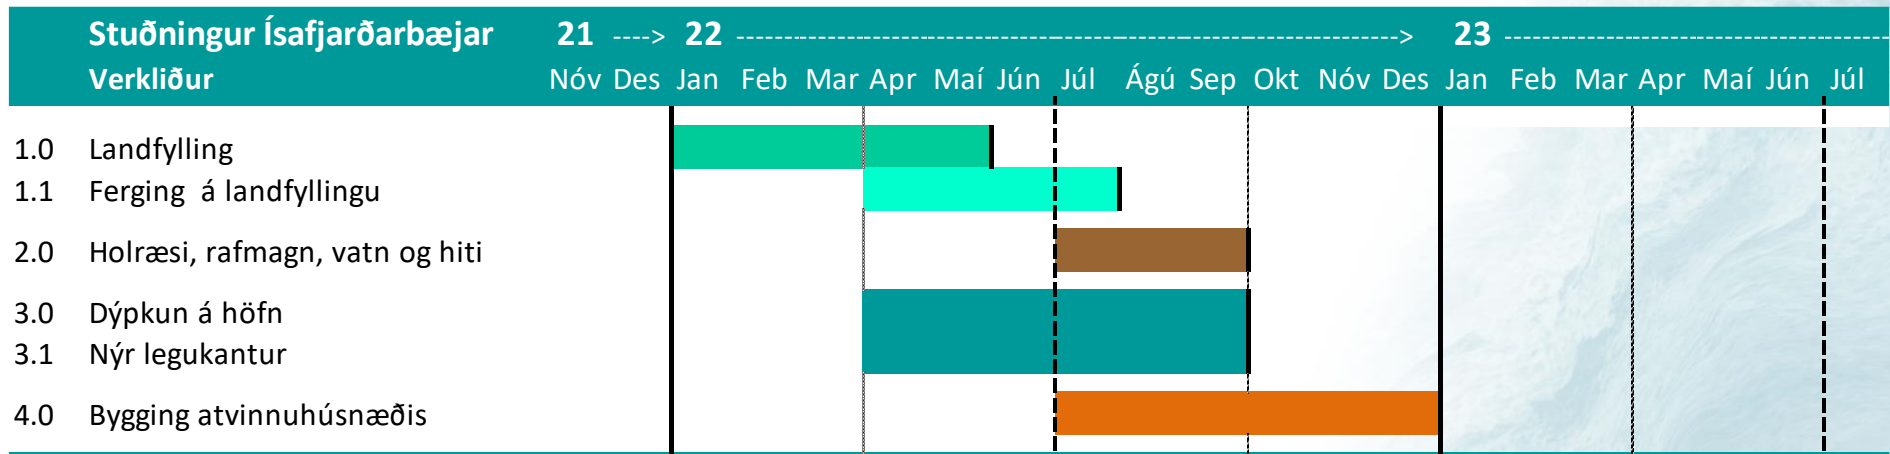 Stuðningur Ísafjarðarbæjar 21 ----> 22 ----------------------------------------------------------------> 23 -------------------------------------
Verkliður Nóv Des Jan Feb Mar Apr Maí Jún Júl Ágú Sep Okt Nóv Des Jan Feb Mar Apr Maí Jún Júl
1.0 Landfylling
1.1 Ferging á landfyllingu
2.0 Holræsi, rafmagn, vatn og hiti
3.0 Dýpkun á höfn
3.1 Nýr legukantur
4.0 Bygging atvinnuhúsnæðis